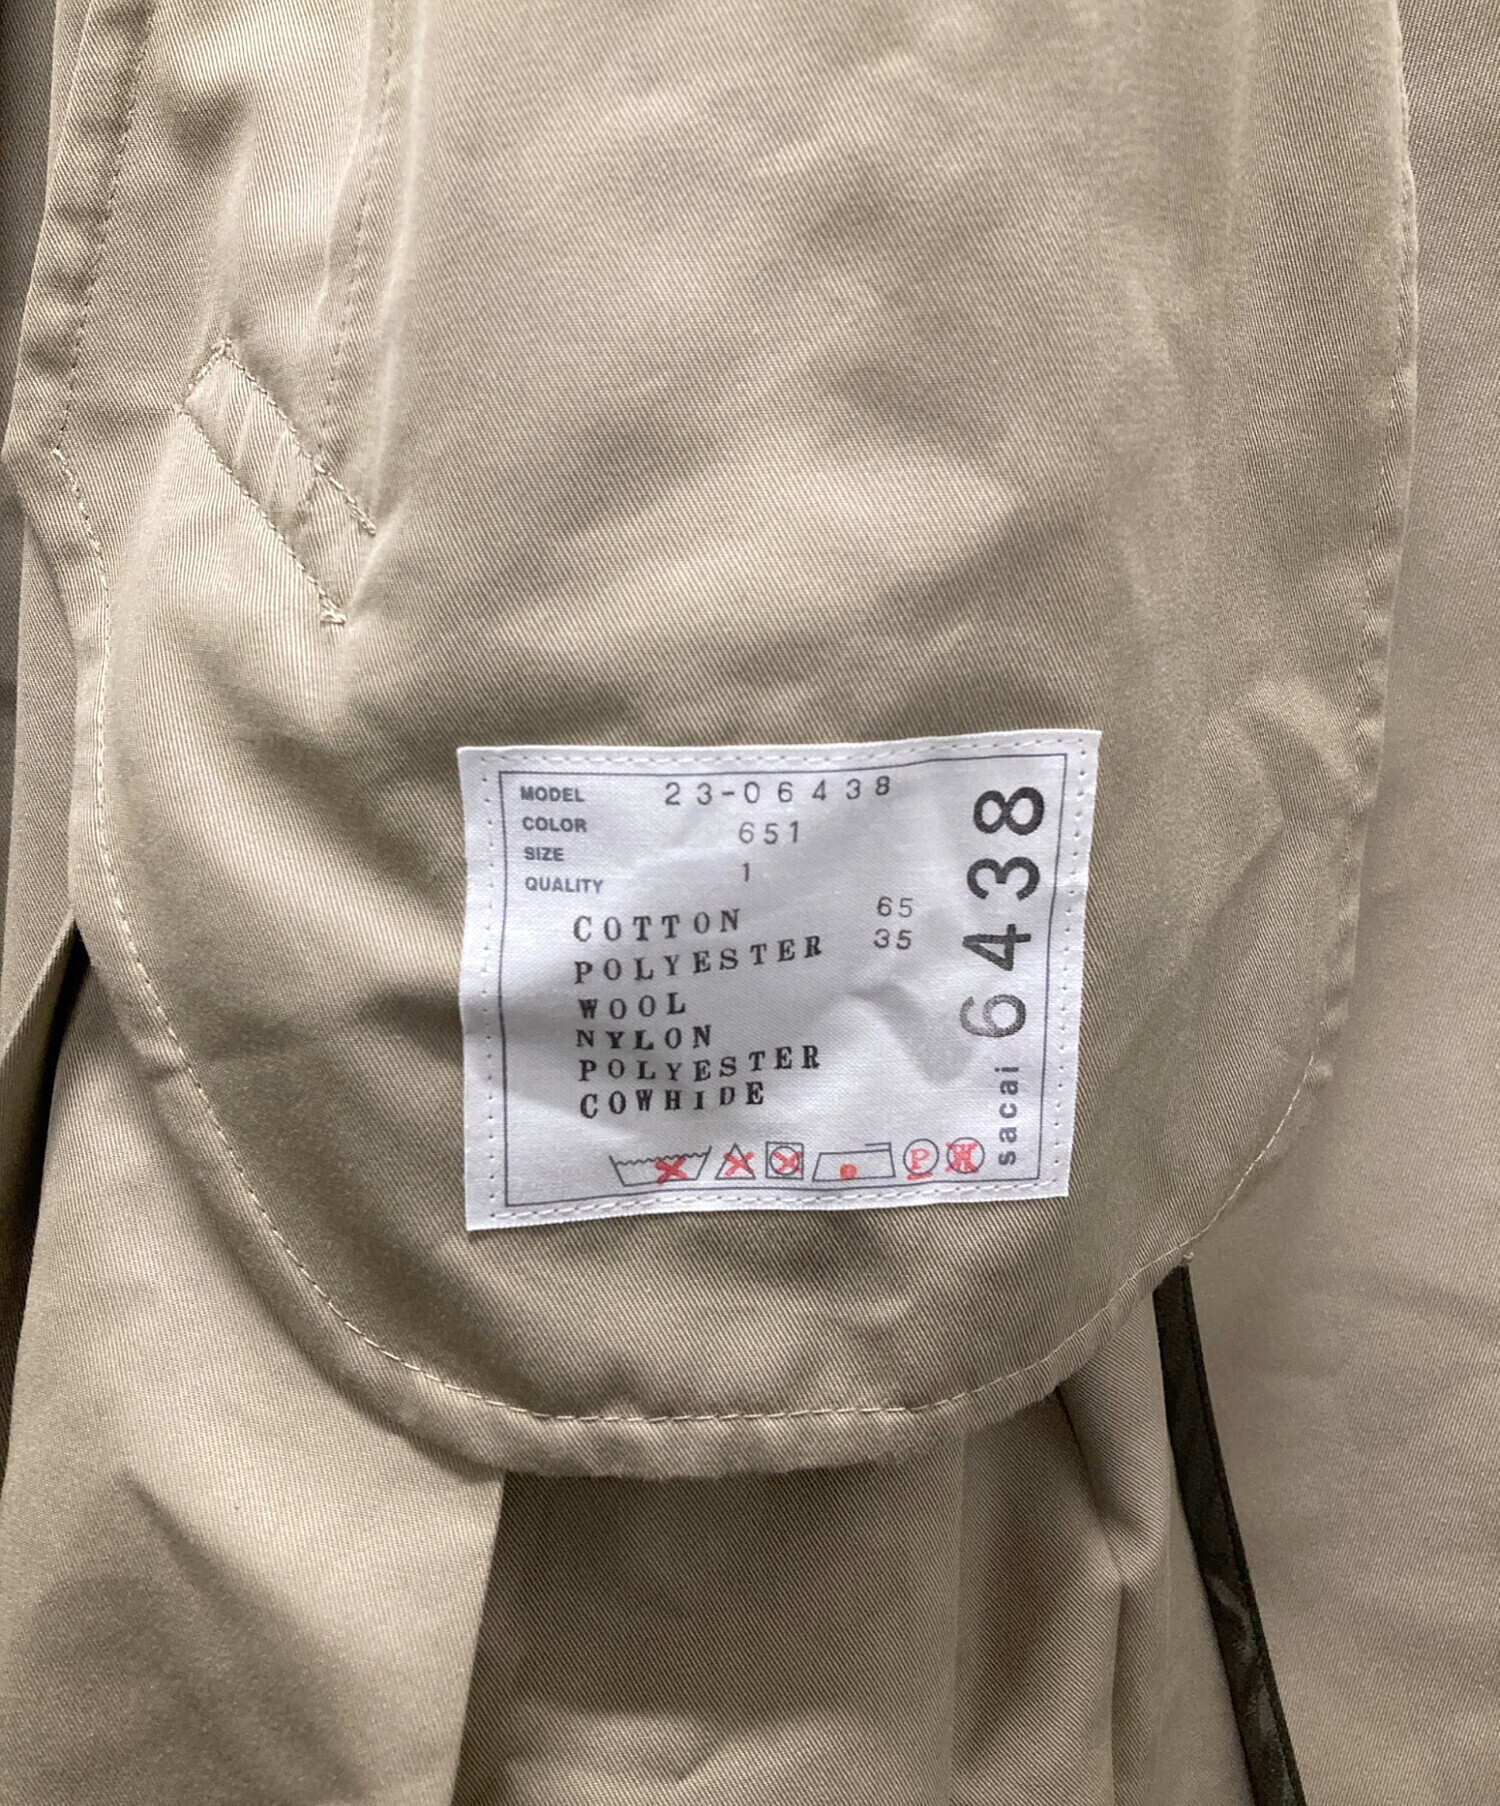 MODEL 23-06438
COLOR 651
SIZE 1
QUALITY
COTTON 65
POLYESTER 35
WOOL
NYLON
POLYESTER
COWHIDE
P W
sacai 6438